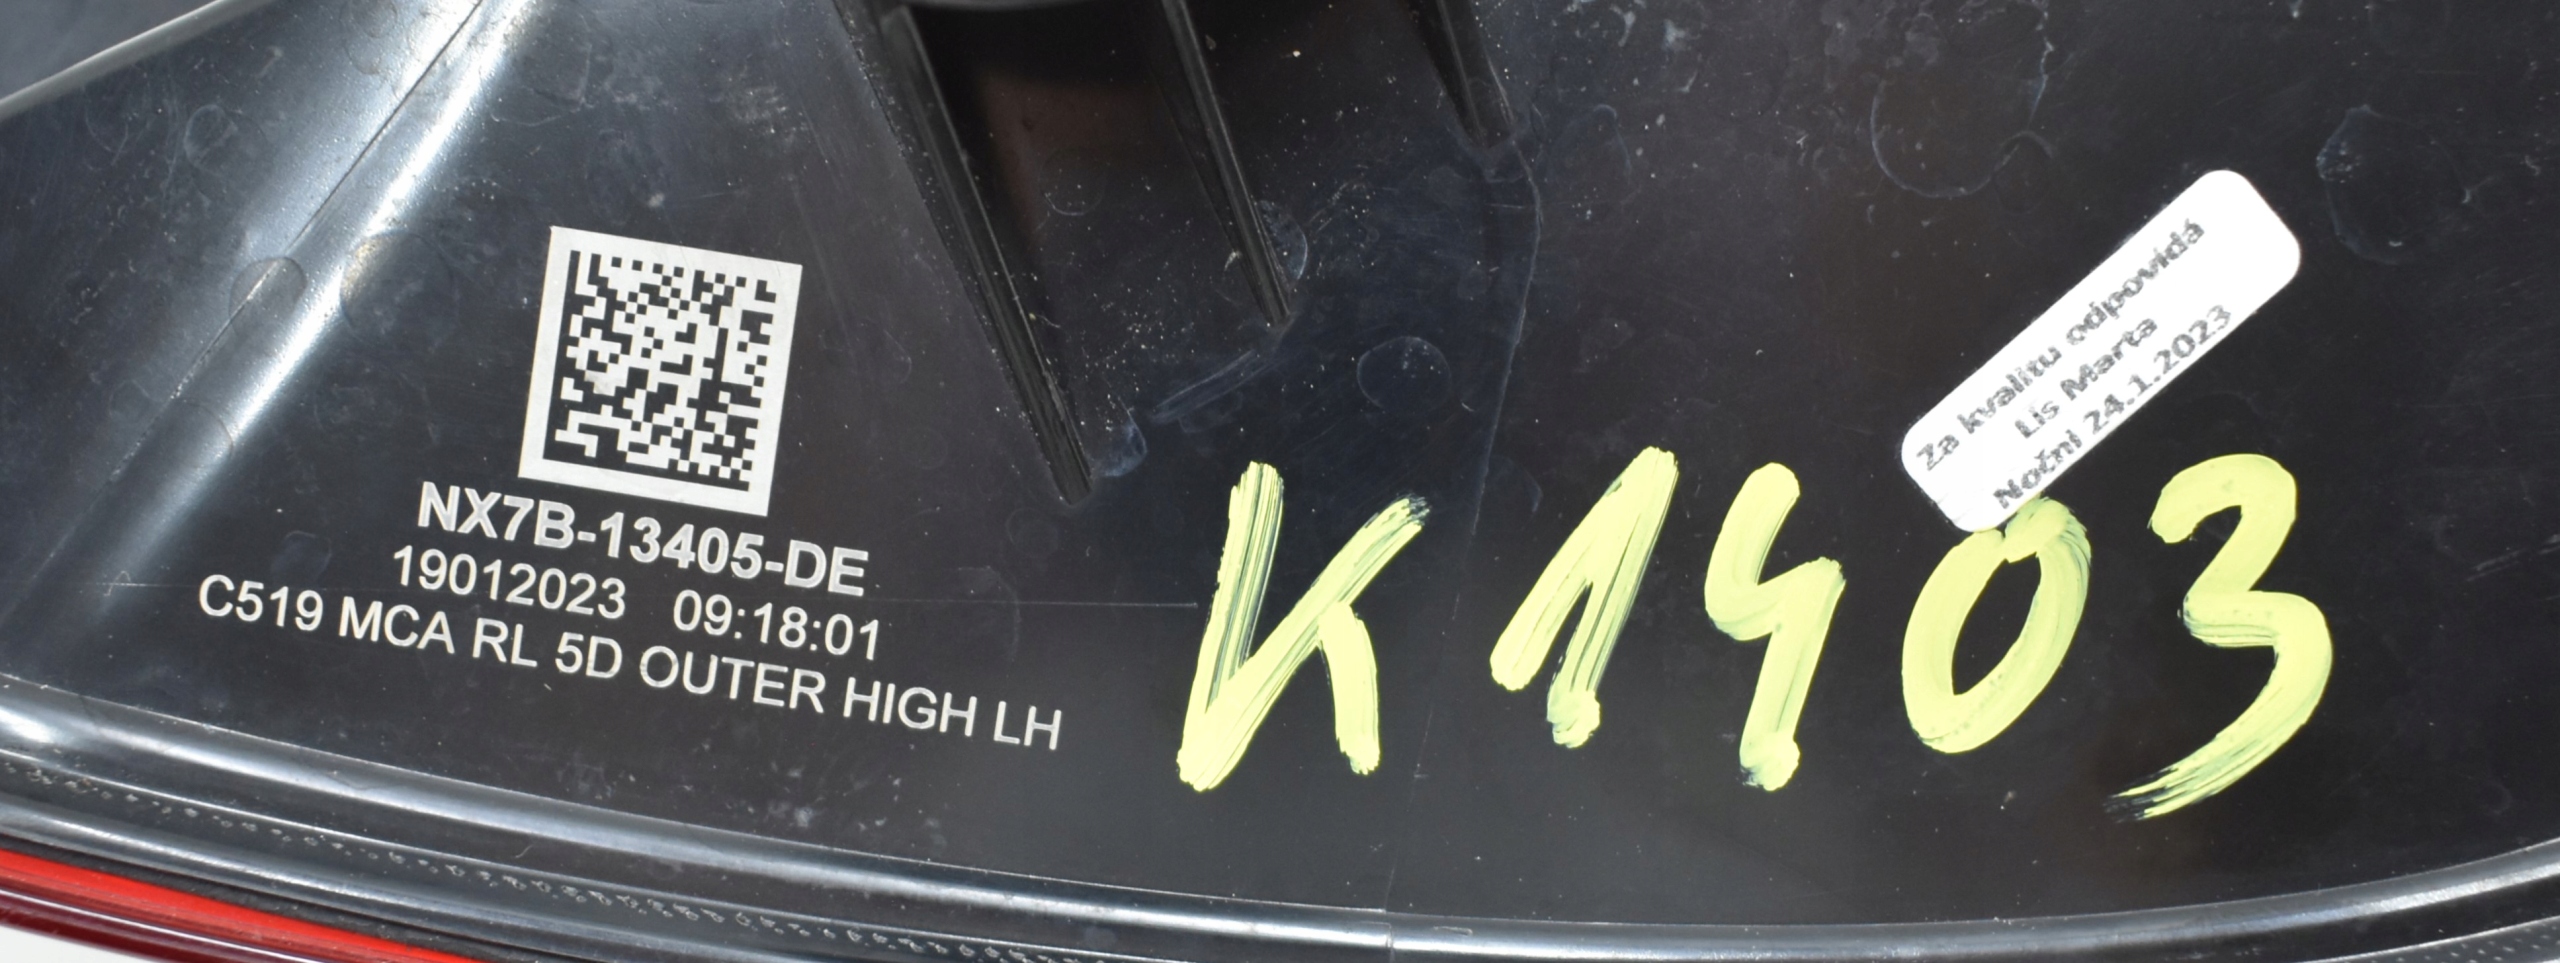 NX7B-13405-DE
19012023 09:18:01
C519 MCA RL 5D OUTER HIGH LH
K1403
Za kvalitu odpovídá
Lis Marta
Noční 24.1.2023